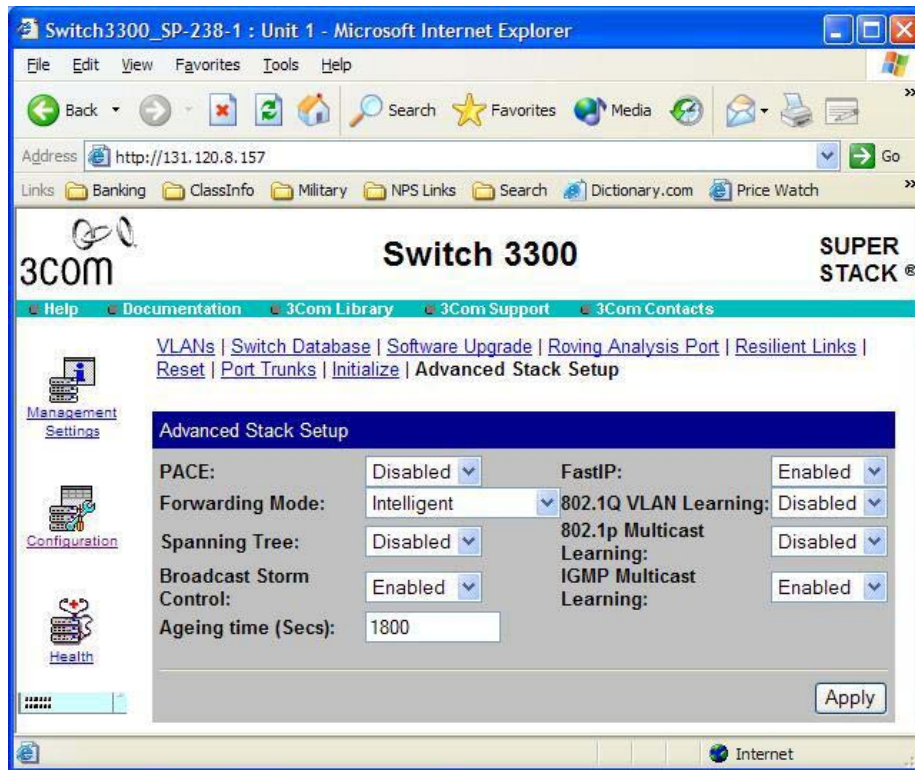 Switch3300_SP-238-1 : Unit 1 - Microsoft Internet Explorer
File Edit View Favorites Tools Help
Back Search Favorites Media »
Address http://131.120.8.157 Go
Links Banking ClassInfo Military NPS Links Search Dictionary.com Price Watch »
3com Switch 3300 SUPER
STACK ®
Help Documentation 3Com Library 3Com Support 3Com Contacts
VLANs | Switch Database | Software Upgrade | Roving Analysis Port | Resilient Links |
Reset | Port Trunks | Initialize | Advanced Stack Setup
Management
Settings
Configuration
Health
Advanced Stack Setup
PACE: Disabled FastIP: Enabled
Forwarding Mode: Intelligent 802.1Q VLAN Learning: Disabled
Spanning Tree: Disabled 802.1p Multicast
Learning: Disabled
Broadcast Storm
Control: Enabled IGMP Multicast
Learning: Enabled
Ageing time (Secs): 1800
Apply
Internet